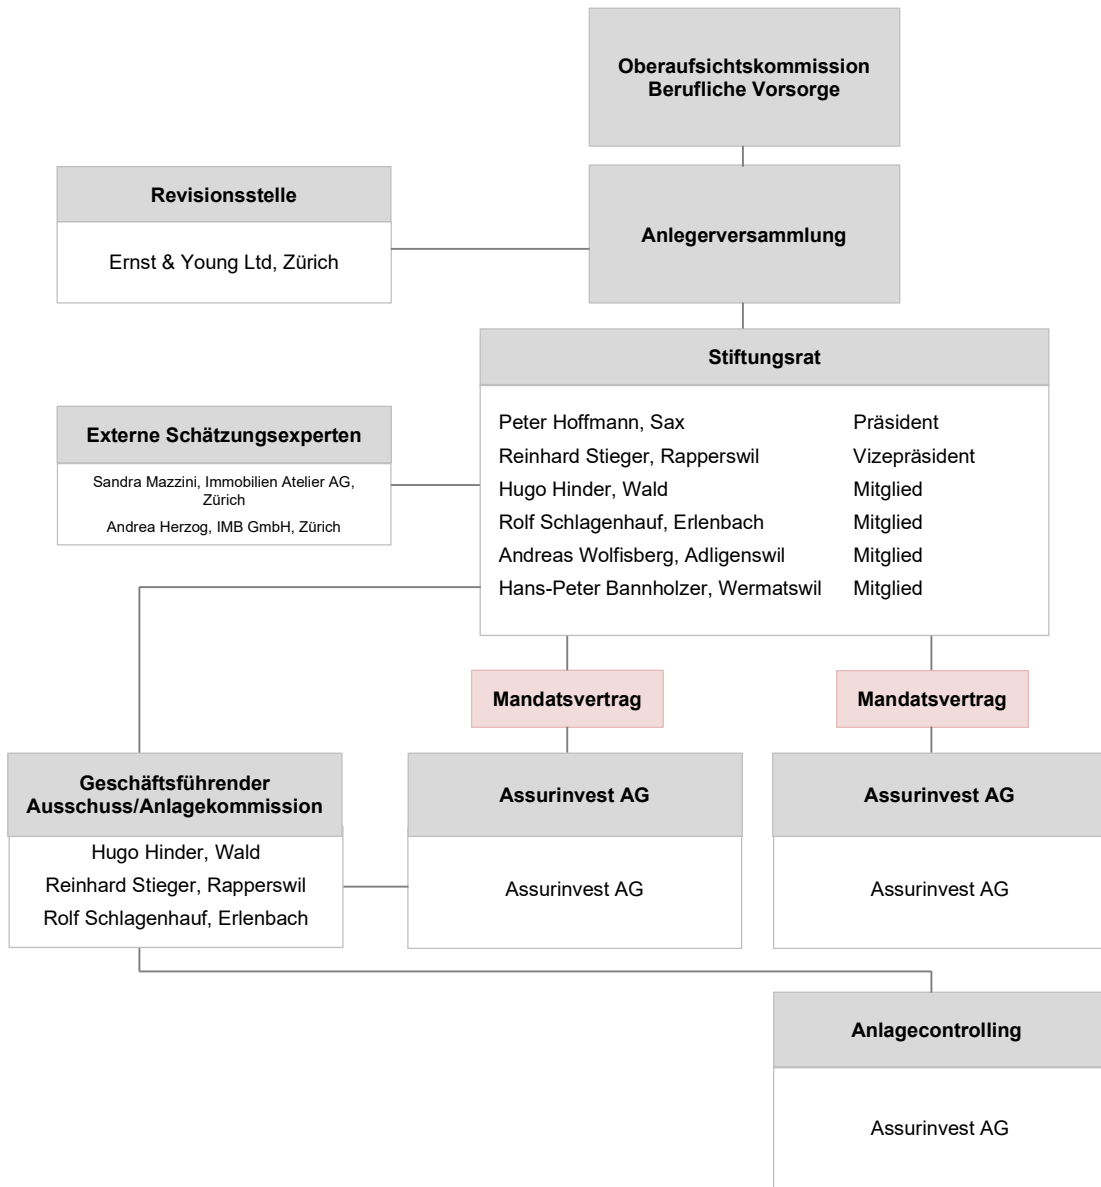 Oberaufsichtskommission
Berufliche Vorsorge
Revisionsstelle
Ernst & Young Ltd, Zürich
Anlegerversammlung
Stiftungsrat
Peter Hoffmann, Sax Präsident
Reinhard Stieger, Rapperswil Vizepräsident
Hugo Hinder, Wald Mitglied
Rolf Schlagenhauf, Erlenbach Mitglied
Andreas Wolfisberg, Adligenswil Mitglied
Hans-Peter Bannholzer, Wermatswil Mitglied
Externe Schätzungsexperten
Sandra Mazzini, Immobilien Atelier AG,
Zürich
Andrea Herzog, IMB GmbH, Zürich
Mandatsvertrag
Mandatsvertrag
Geschäftsführender
Ausschuss/Anlagekommission
Hugo Hinder, Wald
Reinhard Stieger, Rapperswil
Rolf Schlagenhauf, Erlenbach
Assurinvest AG
Assurinvest AG
Assurinvest AG
Assurinvest AG
Anlagecontrolling
Assurinvest AG